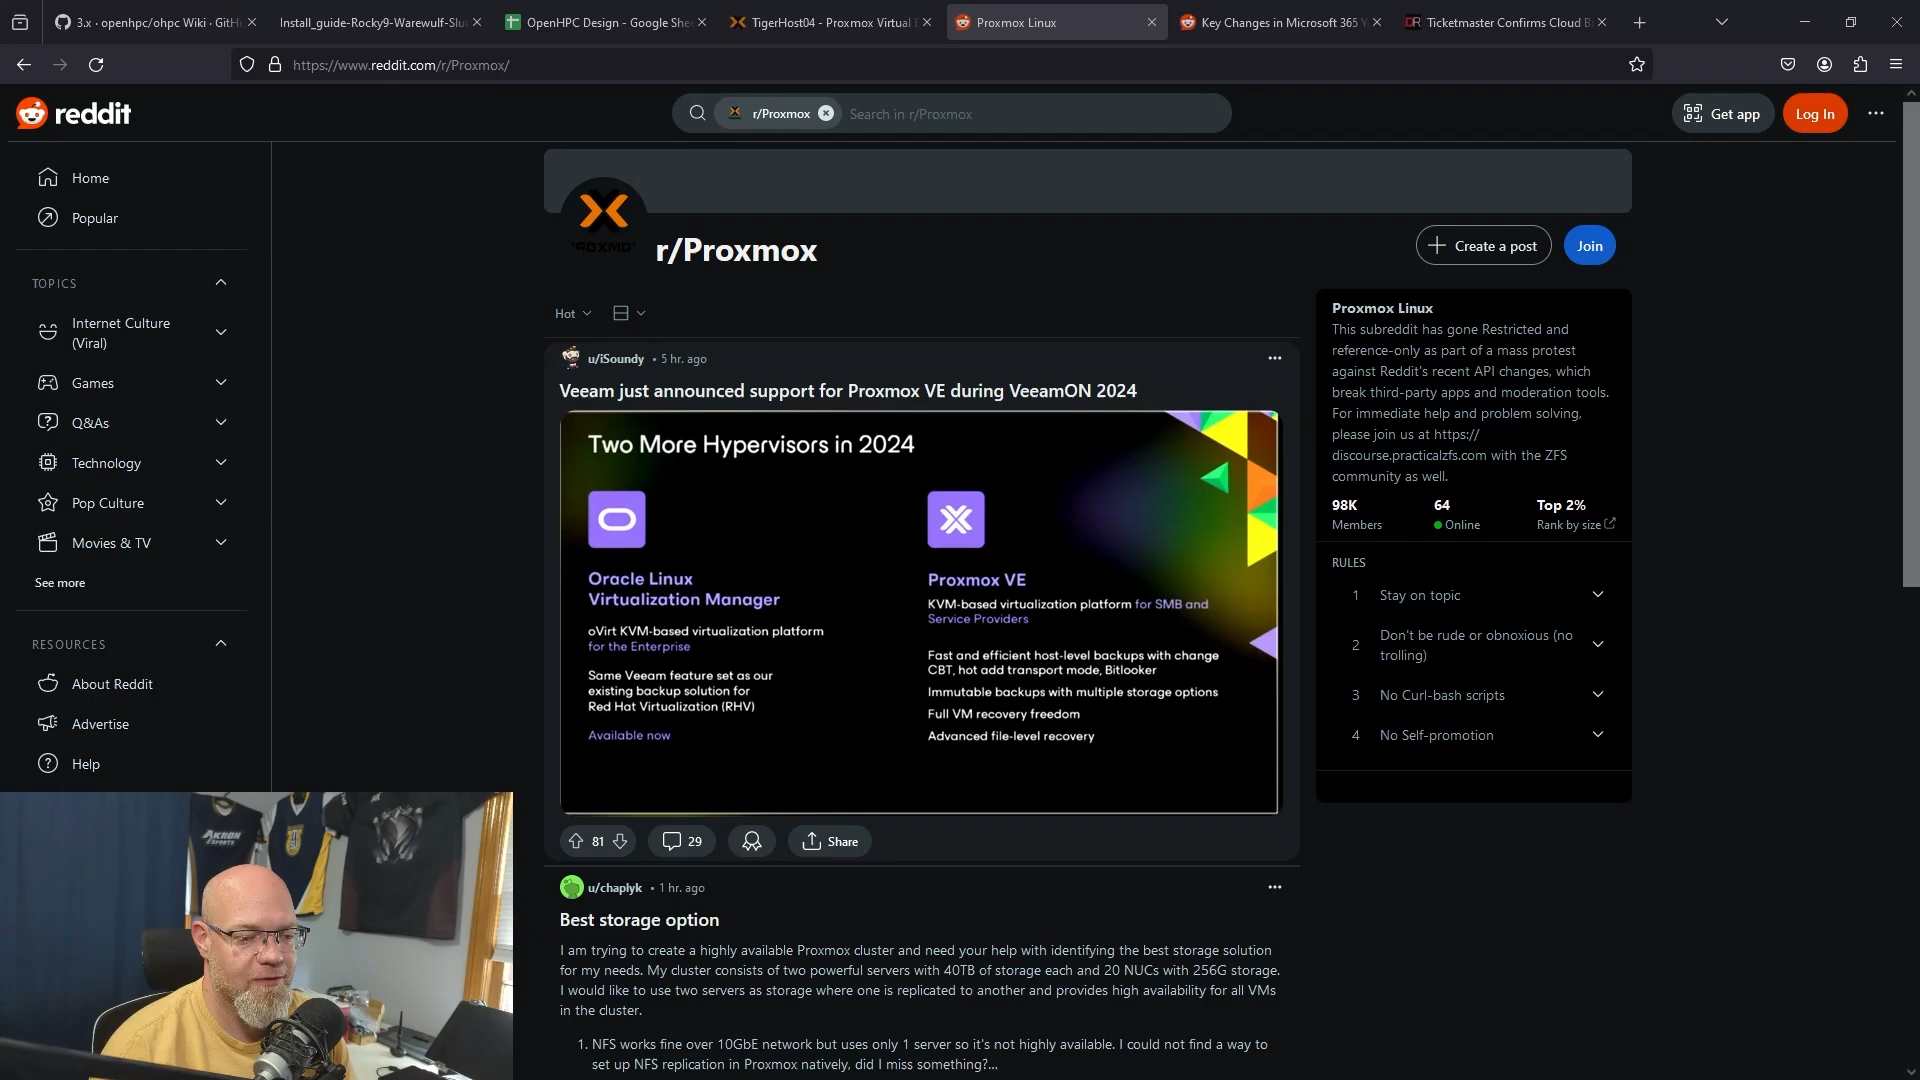 3.x · openhpc/ohpc Wiki · GitH
Install_guide-Rocky9-Warewulf-Slu
OpenHPC Design - Google She
TigerHost04 - Proxmox Virtual E
Proxmox Linux
Key Changes in Microsoft 365 Y
Ticketmaster Confirms Cloud B
https://www.reddit.com/r/Proxmox/
reddit
r/Proxmox
Search in r/Proxmox
Get app
Log In
Home
Popular
TOPICS
Internet Culture
(Viral)
Games
Q&As
Technology
Pop Culture
Movies & TV
See more
RESOURCES
About Reddit
Advertise
Help
PROXMO
r/Proxmox
Create a post
Join
Hot
u/iSoundy • 5 hr. ago
Veeam just announced support for Proxmox VE during VeeamON 2024
Two More Hypervisors in 2024
Oracle Linux
Virtualization Manager
oVirt KVM-based virtualization platform
for the Enterprise
Same Veeam feature set as our
existing backup solution for
Red Hat Virtualization (RHV)
Available now
Proxmox VE
KVM-based virtualization platform for SMB and
Service Providers
Fast and efficient host-level backups with change
CBT, hot add transport mode, Bitlooker
Immutable backups with multiple storage options
Full VM recovery freedom
Advanced file-level recovery
81
29
Share
u/chaplyk • 1 hr. ago
Best storage option
I am trying to create a highly available Proxmox cluster and need your help with identifying the best storage solution
for my needs. My cluster consists of two powerful servers with 40TB of storage each and 20 NUCs with 256G storage.
I would like to use two servers as storage where one is replicated to another and provides high availability for all VMs
in the cluster.
1. NFS works fine over 10GbE network but uses only 1 server so it's not highly available. I could not find a way to
set up NFS replication in Proxmox natively, did I miss something?...
Proxmox Linux
This subreddit has gone Restricted and
reference-only as part of a mass protest
against Reddit's recent API changes, which
break third-party apps and moderation tools.
For immediate help and problem solving,
please join us at https://
discourse.practicalzfs.com with the ZFS
community as well.
98K
Members
64
Online
Top 2%
Rank by size
RULES
1 Stay on topic
2 Don't be rude or obnoxious (no
trolling)
3 No Curl-bash scripts
4 No Self-promotion
AKRON
ESPORTS